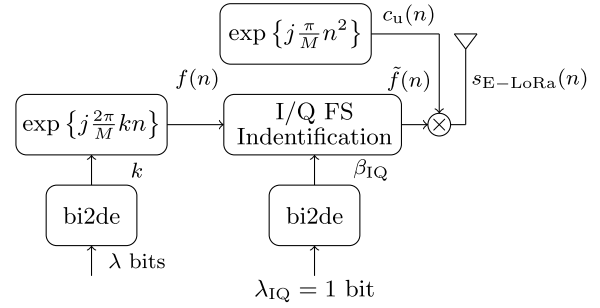 exp { j π/M n² }
c_u(n)
f(n)
f̃(n)
s_E−LoRa(n)
exp { j 2π/M kn }
I/Q FS
Indentification
k
β_IQ
bi2de
bi2de
λ bits
λ_IQ = 1 bit